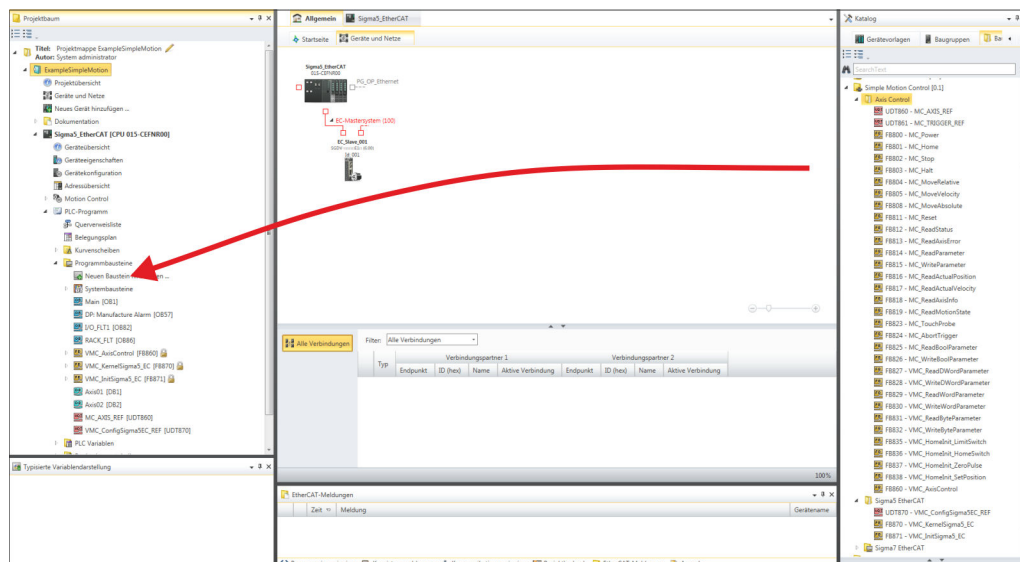 Projektbaum
Titel: Projektmappe ExampleSimpleMotion
Autor: System administrator
ExampleSimpleMotion
Projektübersicht
Geräte und Netze
Neues Gerät hinzufügen ...
Dokumentation
Sigma5_EtherCAT [CPU 015-CEFNR00]
Geräteübersicht
Geräteeigenschaften
Gerätekonfiguration
Adressübersicht
Motion Control
PLC-Programm
Querverweisliste
Belegungsplan
Kurvenscheiben
Programmbausteine
Neuen Baustein
Systembausteine
Main [OB1]
DP: Manufacture Alarm [OB57]
I/O_FLT1 [OB82]
RACK_FLT [OB86]
VMC_AxisControl [FB860]
VMC_KernelSigma5_EC [FB870]
VMC_InitSigma5_EC [FB871]
Axis01 [DB1]
Axis02 [DB2]
MC_AXIS_REF [UDT860]
VMC_ConfigSigma5EC_REF [UDT870]
PLC Variablen
Typisierte Variablendarstellung
Allgemein Sigma5_EtherCAT
Startseite Geräte und Netze
Sigma5_EtherCAT
015-CEFNR00
PG_OP_Ethernet
EC-Mastersystem (100)
EC_Slave_001
Alle Verbindungen
Filter: Alle Verbindungen
Typ Verbindungspartner 1 Verbindungspartner 2
Endpunkt ID (hex) Name Aktive Verbindung Endpunkt ID (hex) Name Aktive Verbindung
100%
EtherCAT-Meldungen
Zeit Meldung Gerätename
Katalog
Gerätevorlagen Baugruppen Ba
SearchText
Simple Motion Control [0.1]
Axis Control
UDT860 - MC_AXIS_REF
UDT861 - MC_TRIGGER_REF
FB800 - MC_Power
FB801 - MC_Home
FB802 - MC_Stop
FB803 - MC_Halt
FB804 - MC_MoveRelative
FB805 - MC_MoveVelocity
FB808 - MC_MoveAbsolute
FB811 - MC_Reset
FB812 - MC_ReadStatus
FB813 - MC_ReadAxisError
FB814 - MC_ReadParameter
FB815 - MC_WriteParameter
FB816 - MC_ReadActualPosition
FB817 - MC_ReadActualVelocity
FB818 - MC_ReadAxisInfo
FB819 - MC_ReadMotionState
FB823 - MC_TouchProbe
FB824 - MC_AbortTrigger
FB825 - MC_ReadBoolParameter
FB826 - MC_WriteBoolParameter
FB827 - VMC_ReadDWordParameter
FB828 - VMC_WriteDWordParameter
FB829 - VMC_ReadWordParameter
FB830 - VMC_WriteWordParameter
FB831 - VMC_ReadByteParameter
FB832 - VMC_WriteByteParameter
FB835 - VMC_HomeInit_LimitSwitch
FB836 - VMC_HomeInit_HomeSwitch
FB837 - VMC_HomeInit_ZeroPulse
FB838 - VMC_HomeInit_SetPosition
FB860 - VMC_AxisControl
Sigma5 EtherCAT
UDT870 - VMC_ConfigSigma5EC_REF
FB870 - VMC_KernelSigma5_EC
FB871 - VMC_InitSigma5_EC
Sigma7 EtherCAT